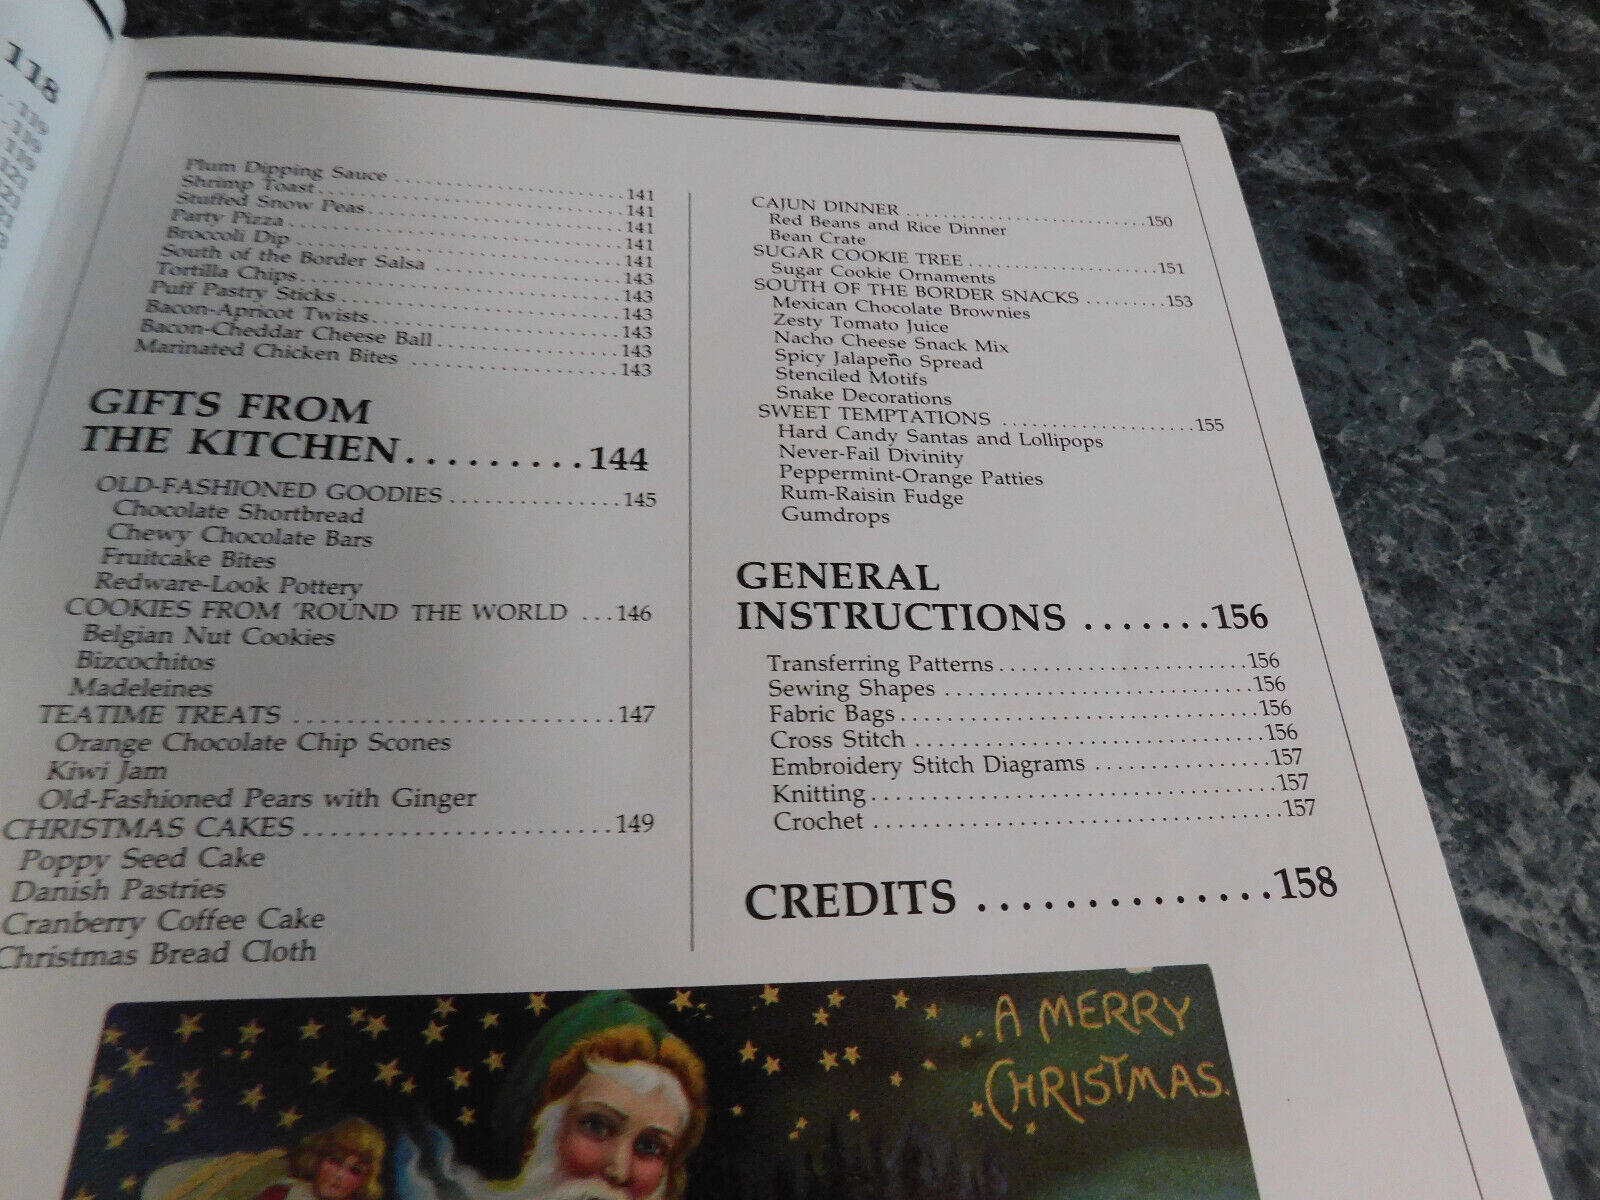 118
119
119
119
Plum Dipping Sauce ........................ 141
Shrimp Toast ........................ 141
Stuffed Snow Peas ........................ 141
Party Pizza ........................ 141
Broccoli Dip ........................ 141
South of the Border Salsa ........................ 143
Tortilla Chips ........................ 143
Puff Pastry Sticks ........................ 143
Bacon-Apricot Twists ........................ 143
Bacon-Cheddar Cheese Ball ........................ 143
Marinated Chicken Bites ........................ 143
GIFTS FROM
THE KITCHEN.........144
OLD-FASHIONED GOODIES ............... 145
Chocolate Shortbread
Chewy Chocolate Bars
Fruitcake Bites
Redware-Look Pottery
COOKIES FROM 'ROUND THE WORLD ...146
Belgian Nut Cookies
Bizcochitos
Madeleines
TEATIME TREATS ........................... 147
Orange Chocolate Chip Scones
Kiwi Jam
Old-Fashioned Pears with Ginger
CHRISTMAS CAKES ........................ 149
Poppy Seed Cake
Danish Pastries
Cranberry Coffee Cake
Christmas Bread Cloth
CAJUN DINNER ........................... 150
Red Beans and Rice Dinner
Bean Crate
SUGAR COOKIE TREE ..................... 151
Sugar Cookie Ornaments
SOUTH OF THE BORDER SNACKS ......... 153
Mexican Chocolate Brownies
Zesty Tomato Juice
Nacho Cheese Snack Mix
Spicy Jalapeño Spread
Stenciled Motifs
Snake Decorations
SWEET TEMPTATIONS ..................... 155
Hard Candy Santas and Lollipops
Never-Fail Divinity
Peppermint-Orange Patties
Rum-Raisin Fudge
Gumdrops
GENERAL
INSTRUCTIONS .......156
Transferring Patterns ........................ 156
Sewing Shapes ........................... 156
Fabric Bags .............................. 156
Cross Stitch .............................. 156
Embroidery Stitch Diagrams ............... 157
Knitting .................................. 157
Crochet .................................. 157
CREDITS ..............158
A MERRY
CHRISTMAS.